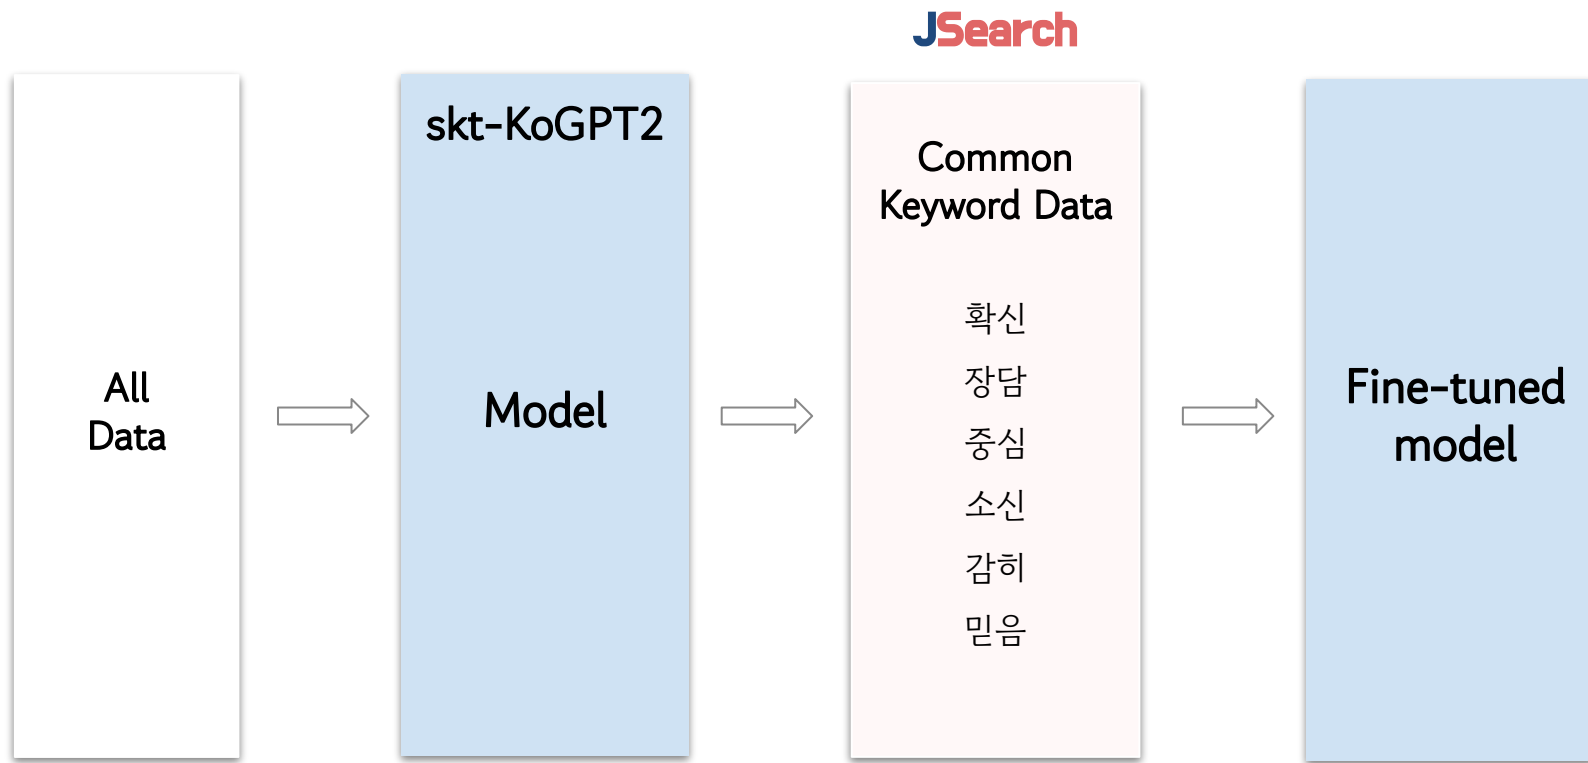 JSearch
All
Data
skt-KoGPT2
Model
Common
Keyword Data
확신
장담
중심
소신
감히
믿음
Fine-tuned
model